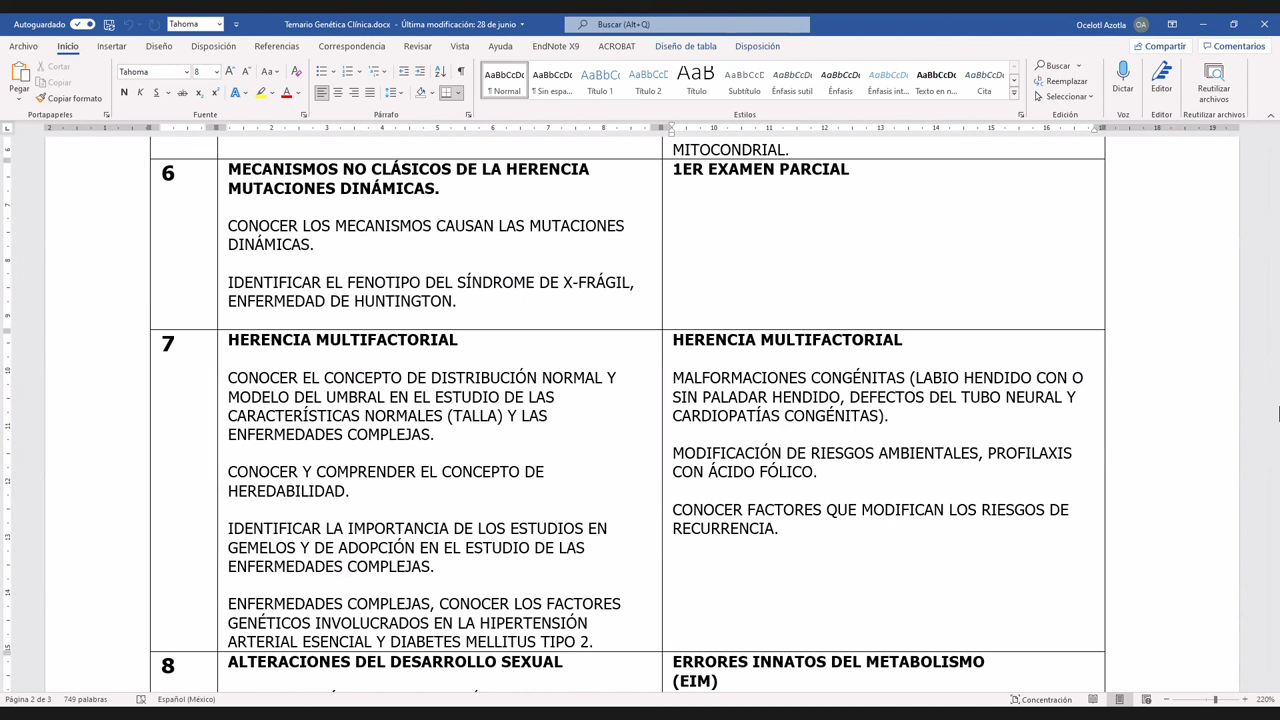 Autoguardado
Tahoma
Temario Genética Clínica.docx • Última modificación: 28 de junio
Buscar (Alt+Q)
Ocelotl Azotla
OA
Archivo Inicio Insertar Diseño Disposición Referencias Correspondencia Revisar Vista Ayuda EndNote X9 ACROBAT Diseño de tabla Disposición
Compartir
Comentarios
Pegar
Cortar
Copiar
Copiar formato
Portapapeles
Tahoma
8
N K S
Fuente
Párrafo
AaBbCcDc
¶ Normal
AaBbCcDc
¶ Sin espa...
AaBbCc
Título 1
AaBbCcC
Título 2
AaB
Título
AaBbCcC
Subtítulo
AaBbCcDc
Énfasis sutil
AaBbCcDc
Énfasis
AaBbCcDc
Énfasis int...
AaBbCcDc
Texto en n...
AaBbCcDc
Cita
Estilos
Buscar
Reemplazar
Seleccionar
Edición
Dictar
Voz
Editor
Editor
Reutilizar archivos
Reutilizar archivos
MITOCONDRIAL.
6
MECANISMOS NO CLÁSICOS DE LA HERENCIA
MUTACIONES DINÁMICAS.
CONOCER LOS MECANISMOS CAUSAN LAS MUTACIONES
DINÁMICAS.
IDENTIFICAR EL FENOTIPO DEL SÍNDROME DE X-FRÁGIL,
ENFERMEDAD DE HUNTINGTON.
1ER EXAMEN PARCIAL
7
HERENCIA MULTIFACTORIAL
CONOCER EL CONCEPTO DE DISTRIBUCIÓN NORMAL Y
MODELO DEL UMBRAL EN EL ESTUDIO DE LAS
CARACTERÍSTICAS NORMALES (TALLA) Y LAS
ENFERMEDADES COMPLEJAS.
CONOCER Y COMPRENDER EL CONCEPTO DE
HEREDABILIDAD.
IDENTIFICAR LA IMPORTANCIA DE LOS ESTUDIOS EN
GEMELOS Y DE ADOPCIÓN EN EL ESTUDIO DE LAS
ENFERMEDADES COMPLEJAS.
ENFERMEDADES COMPLEJAS, CONOCER LOS FACTORES
GENÉTICOS INVOLUCRADOS EN LA HIPERTENSIÓN
ARTERIAL ESENCIAL Y DIABETES MELLITUS TIPO 2.
HERENCIA MULTIFACTORIAL
MALFORMACIONES CONGÉNITAS (LABIO HENDIDO CON O
SIN PALADAR HENDIDO, DEFECTOS DEL TUBO NEURAL Y
CARDIOPATÍAS CONGÉNITAS).
MODIFICACIÓN DE RIESGOS AMBIENTALES, PROFILAXIS
CON ÁCIDO FÓLICO.
CONOCER FACTORES QUE MODIFICAN LOS RIESGOS DE
RECURRENCIA.
8
ALTERACIONES DEL DESARROLLO SEXUAL
ERRORES INNATOS DEL METABOLISMO
(EIM)
Página 2 de 3 749 palabras Español (México)
Concentración
220%